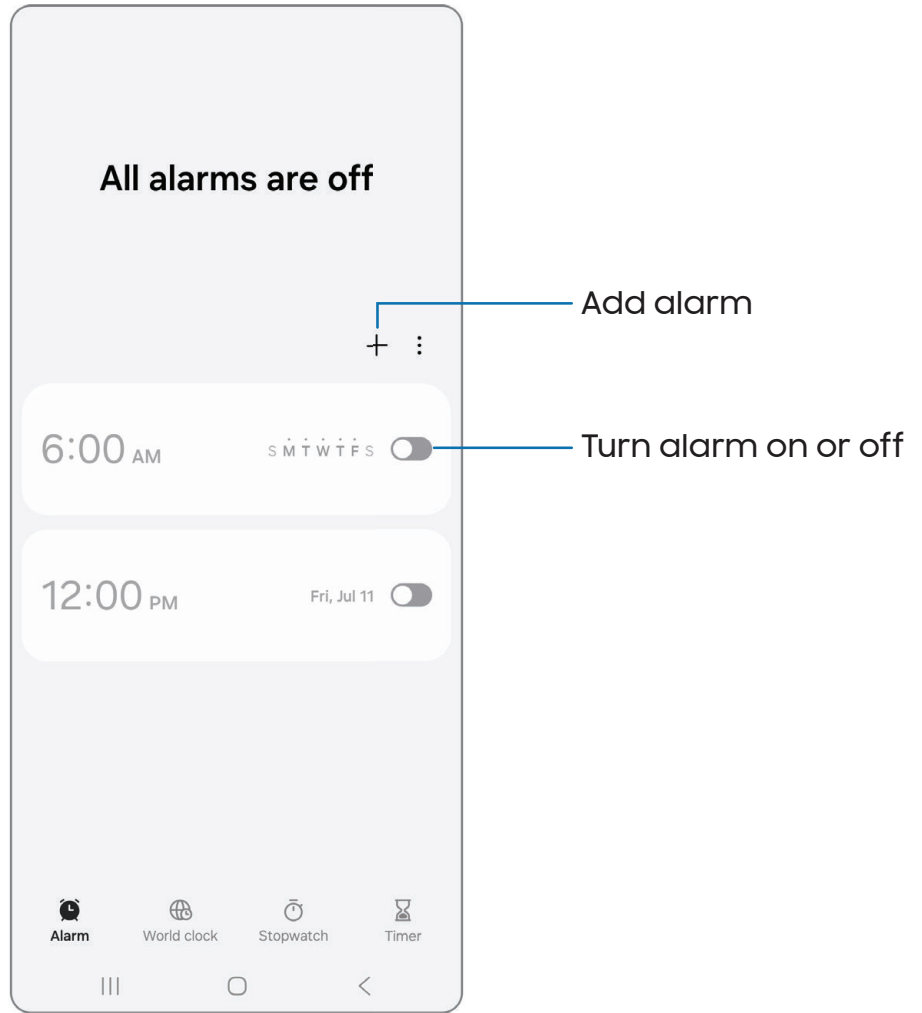 All alarms are off
Add alarm
+ ⋮
6:00 AM
S M T W T F S
Turn alarm on or off
12:00 PM
Fri, Jul 11
Alarm
World clock
Stopwatch
Timer